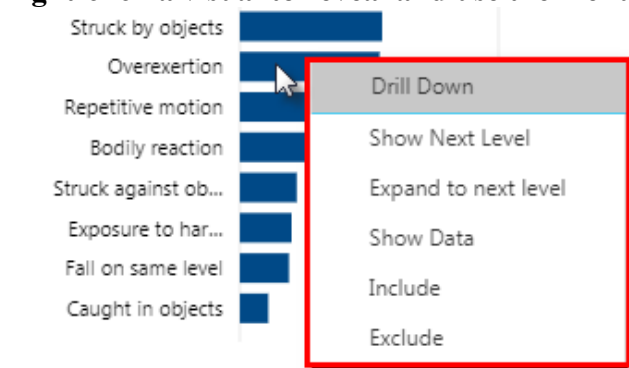 Struck by objects
Overexertion
Repetitive motion
Bodily reaction
Struck against ob...
Exposure to har...
Fall on same level
Caught in objects
Drill Down
Show Next Level
Expand to next level
Show Data
Include
Exclude